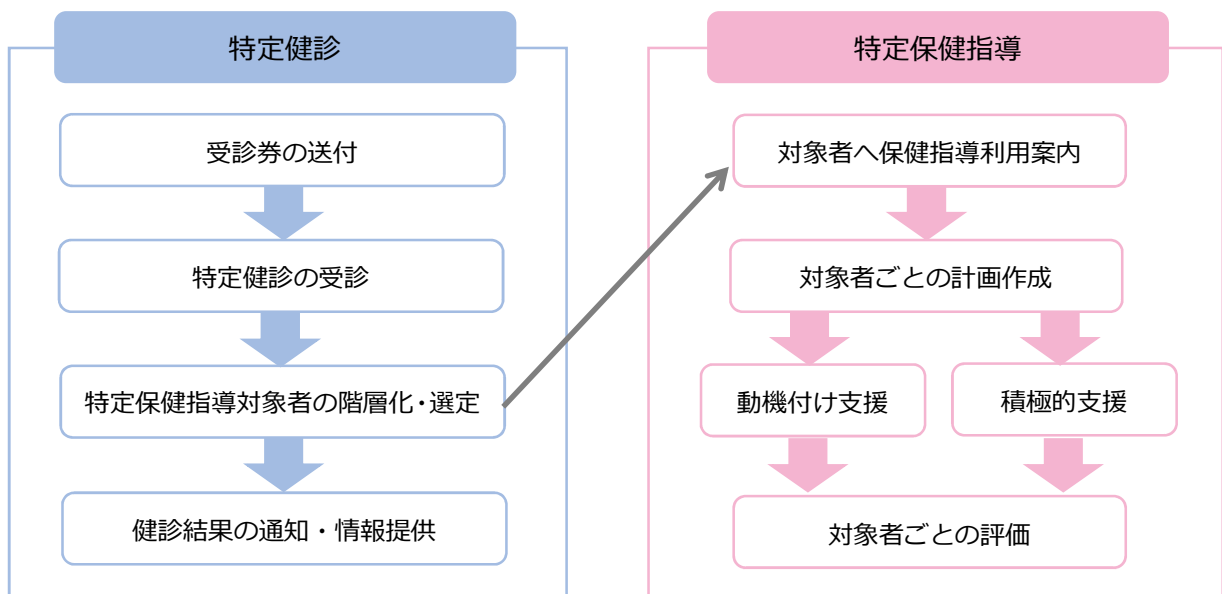 特定健診
受診券の送付
特定健診の受診
特定保健指導対象者の階層化・選定
健診結果の通知・情報提供
特定保健指導
対象者へ保健指導利用案内
対象者ごとの計画作成
動機付け支援
積極的支援
対象者ごとの評価